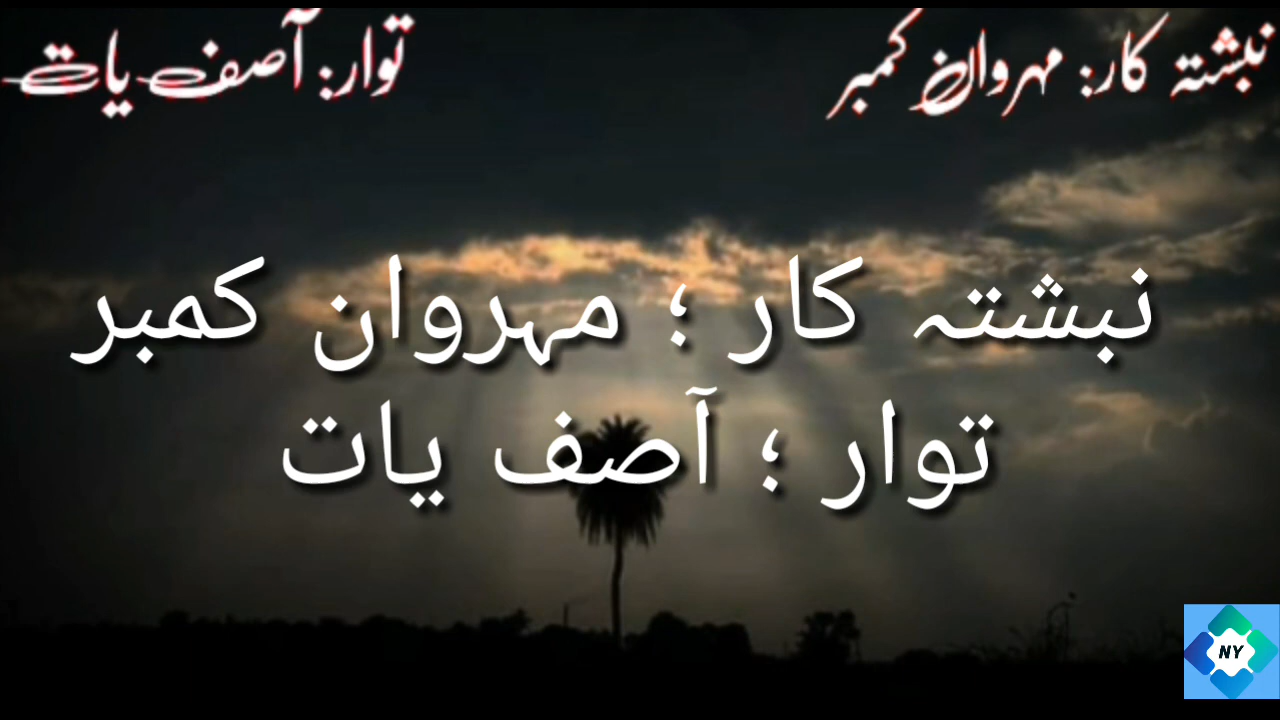 نبشتہ کار: مہروان کمبر
توار: آصف یات
نبشتہ کار ؛ مہروان کمبر
توار ؛ آصف یات
NY